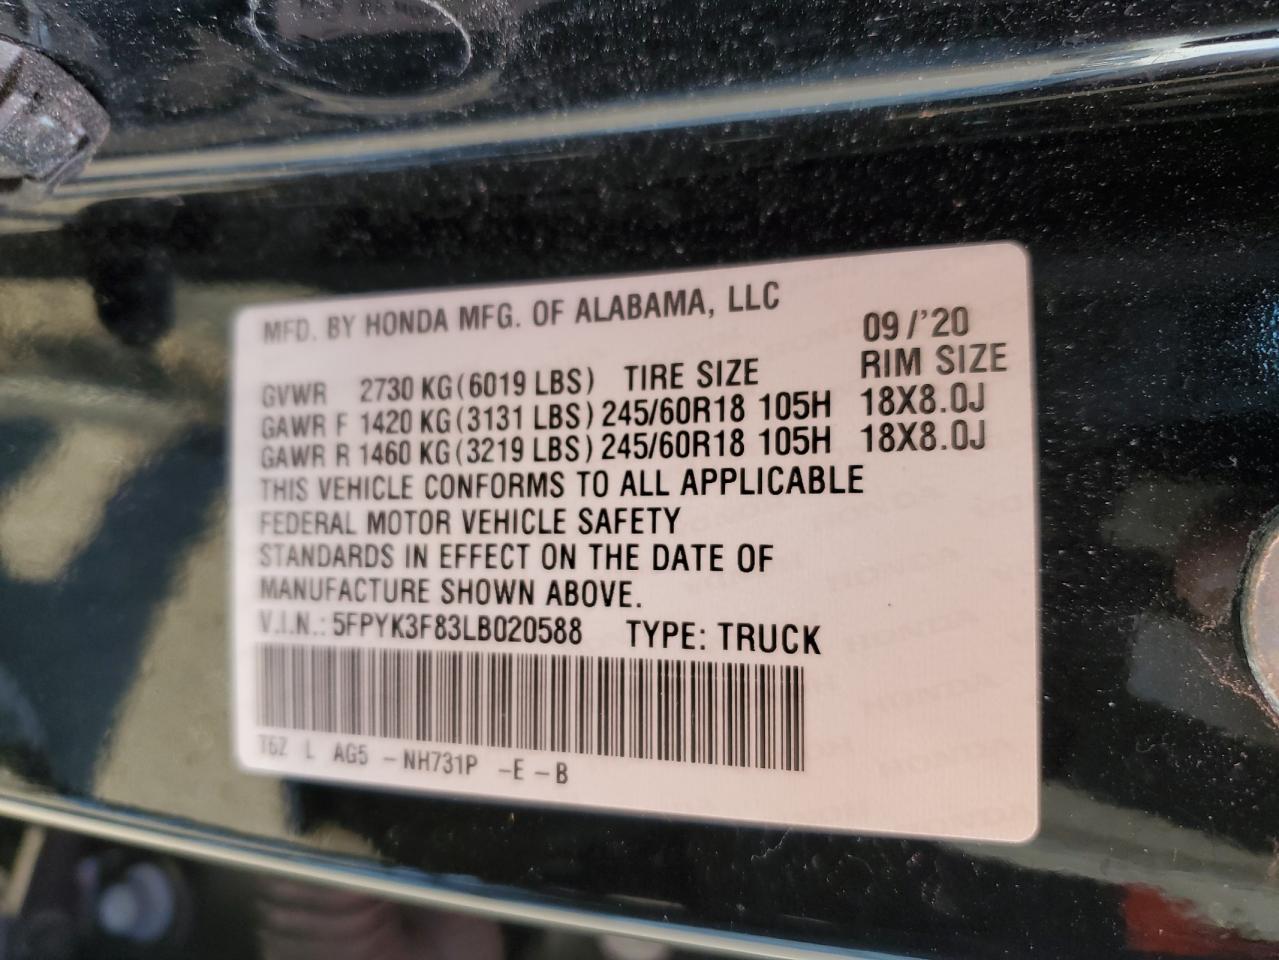 MFD. BY HONDA MFG. OF ALABAMA, LLC 09/'20
GVWR 2730 KG(6019 LBS) TIRE SIZE RIM SIZE
GAWR F 1420 KG(3131 LBS) 245/60R18 105H 18X8.0J
GAWR R 1460 KG(3219 LBS) 245/60R18 105H 18X8.0J
THIS VEHICLE CONFORMS TO ALL APPLICABLE
FEDERAL MOTOR VEHICLE SAFETY
STANDARDS IN EFFECT ON THE DATE OF
MANUFACTURE SHOWN ABOVE.
V.I.N.: 5FPYK3F83LB020588 TYPE: TRUCK
T6Z L AG5 -NH731P -E-B